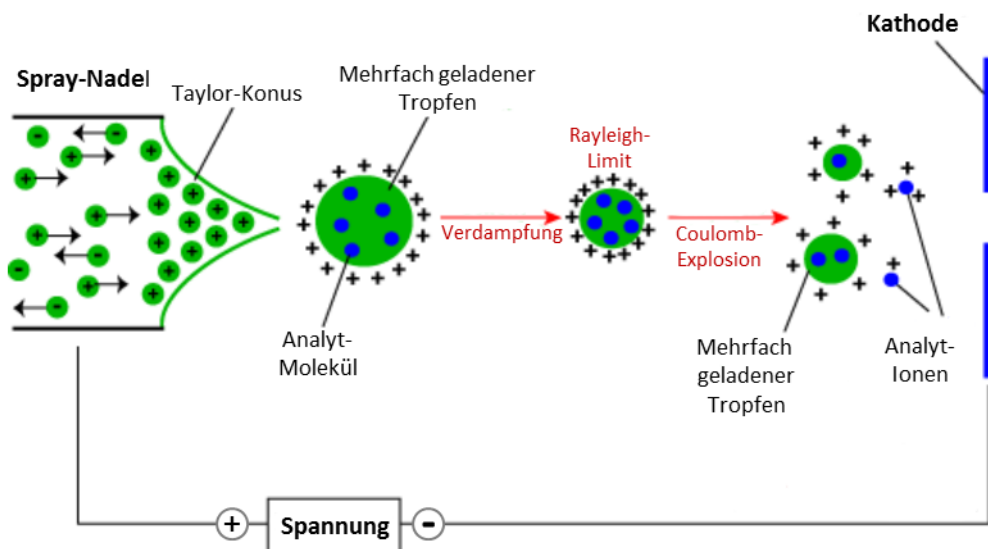 Kathode
Spray-Nadel
Taylor-Konus
Mehrfach geladener
Tropfen
Rayleigh-
Limit
Verdampfung
Coulomb-
Explosion
Analyt-
Molekül
Mehrfach
geladener
Tropfen
Analyt-
Ionen
+ Spannung -